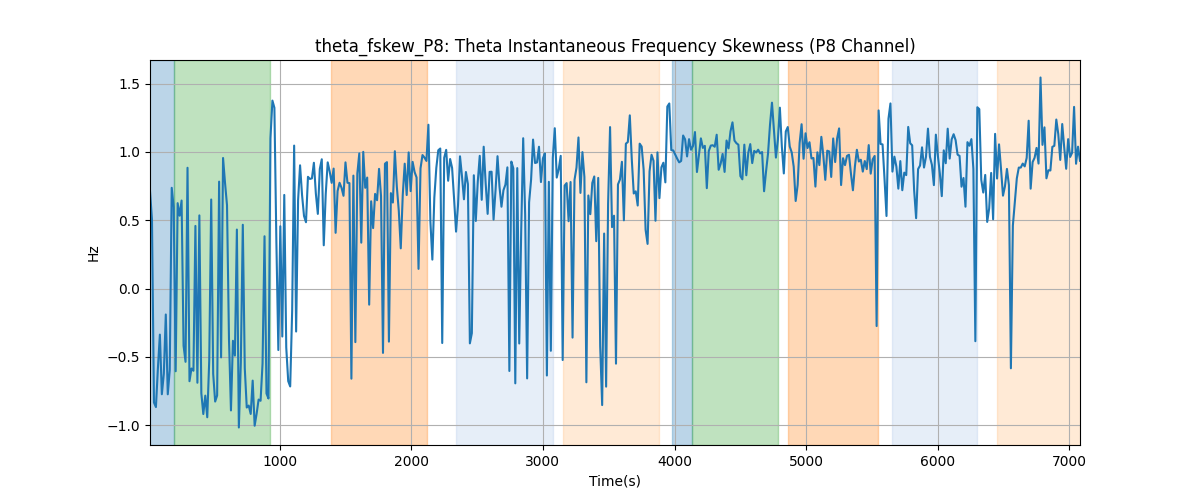 theta_fskew_P8: Theta Instantaneous Frequency Skewness (P8 Channel)
1.5
1.0
0.5
0.0
−0.5
−1.0
Hz
1000 2000 3000 4000 5000 6000 7000
Time(s)